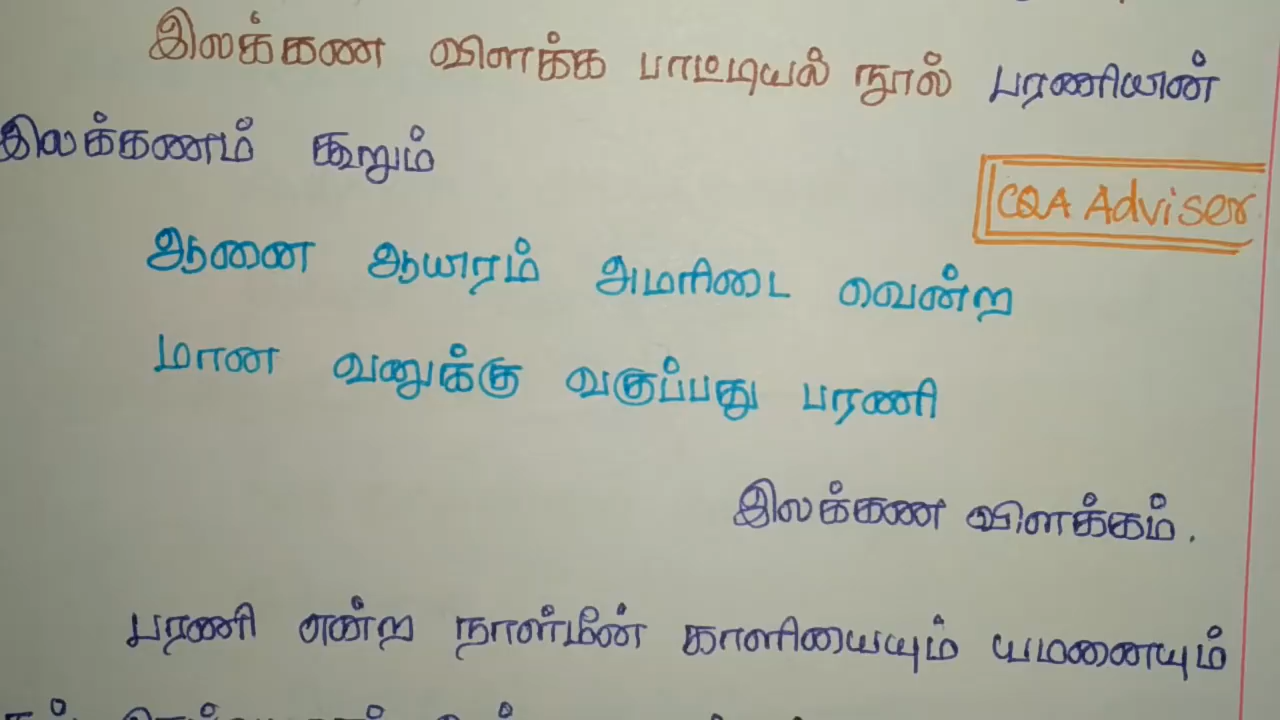 இலக்கண விளக்க பாட்டியல் நூல் பரணியின்
இலக்கணம் கூறும்
CQA Adviser
ஆனை ஆயிரம் அமரிடை வென்ற
மான வனுக்கு வகுப்பது பரணி
இலக்கண விளக்கம்.
பரணி என்ற நாள்மீன் காளியையும் யமனையும்